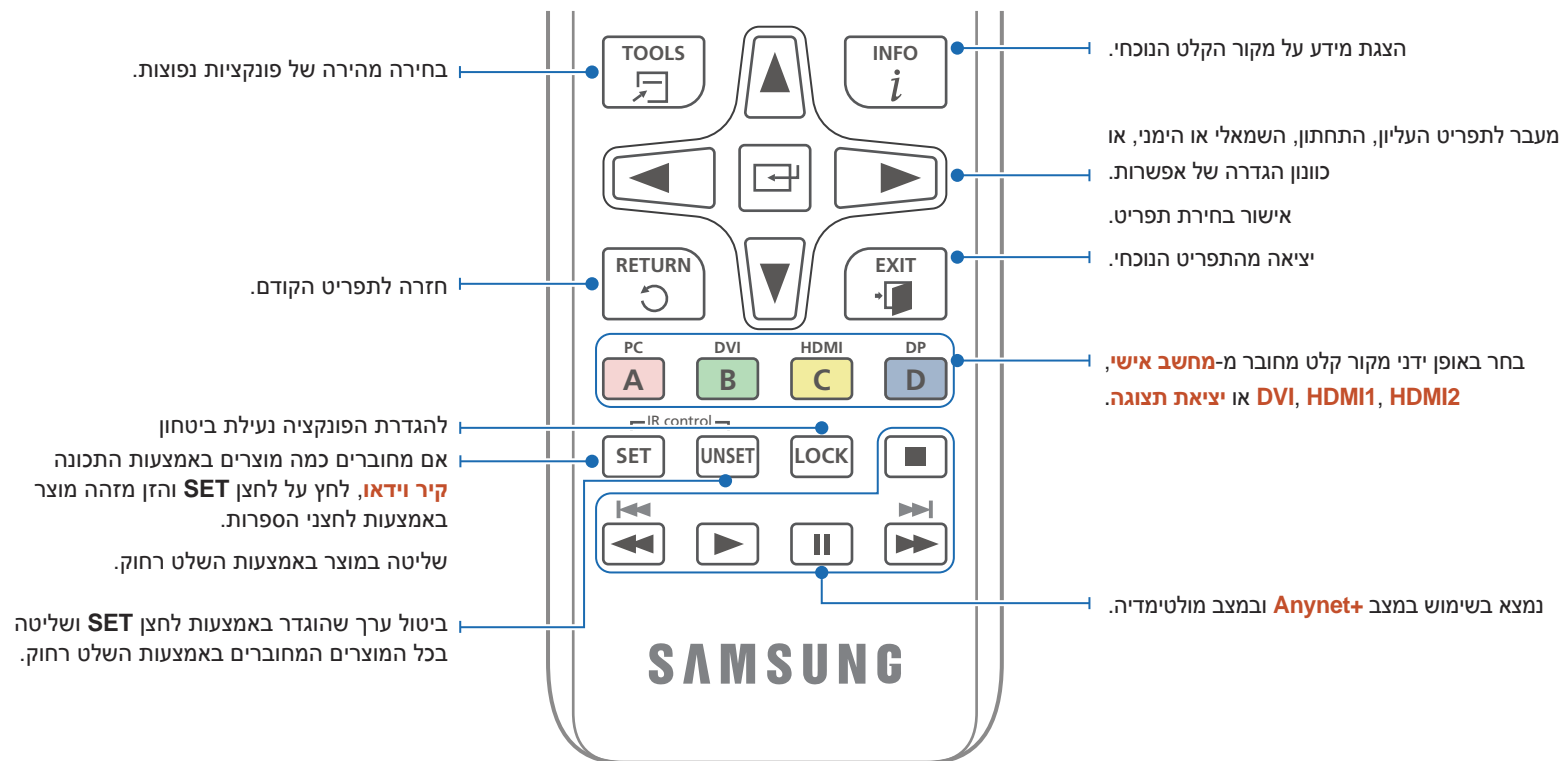 TOOLS
INFO
הצגת מידע על מקור הקלט הנוכחי.
בחירה מהירה של פונקציות נפוצות.
מעבר לתפריט העליון, התחתון, השמאלי או הימני, או
כוונון הגדרה של אפשרות.
אישור בחירת תפריט.
RETURN
EXIT
יציאה מהתפריט הנוכחי.
חזרה לתפריט הקודם.
PC
DVI
HDMI
DP
A
B
C
D
בחר באופן ידני מקור קלט מחובר מ-מחשב אישי,
DVI, HDMI1, HDMI2 או יציאת תצוגה.
IR control
להגדרת הפונקציה נעילת ביטחון
SET
UNSET
LOCK
אם מחוברים כמה מוצרים באמצעות התכונה
קיר וידאו, לחץ על לחצן SET והזן מזהה מוצר
באמצעות לחצני הספרות.
שליטה במוצר באמצעות השלט רחוק.
נמצא בשימוש במצב Anynet+ ובמצב מולטימדיה.
ביטול ערך שהוגדר באמצעות לחצן SET ושליטה
בכל המוצרים המחוברים באמצעות השלט רחוק.
SAMSUNG